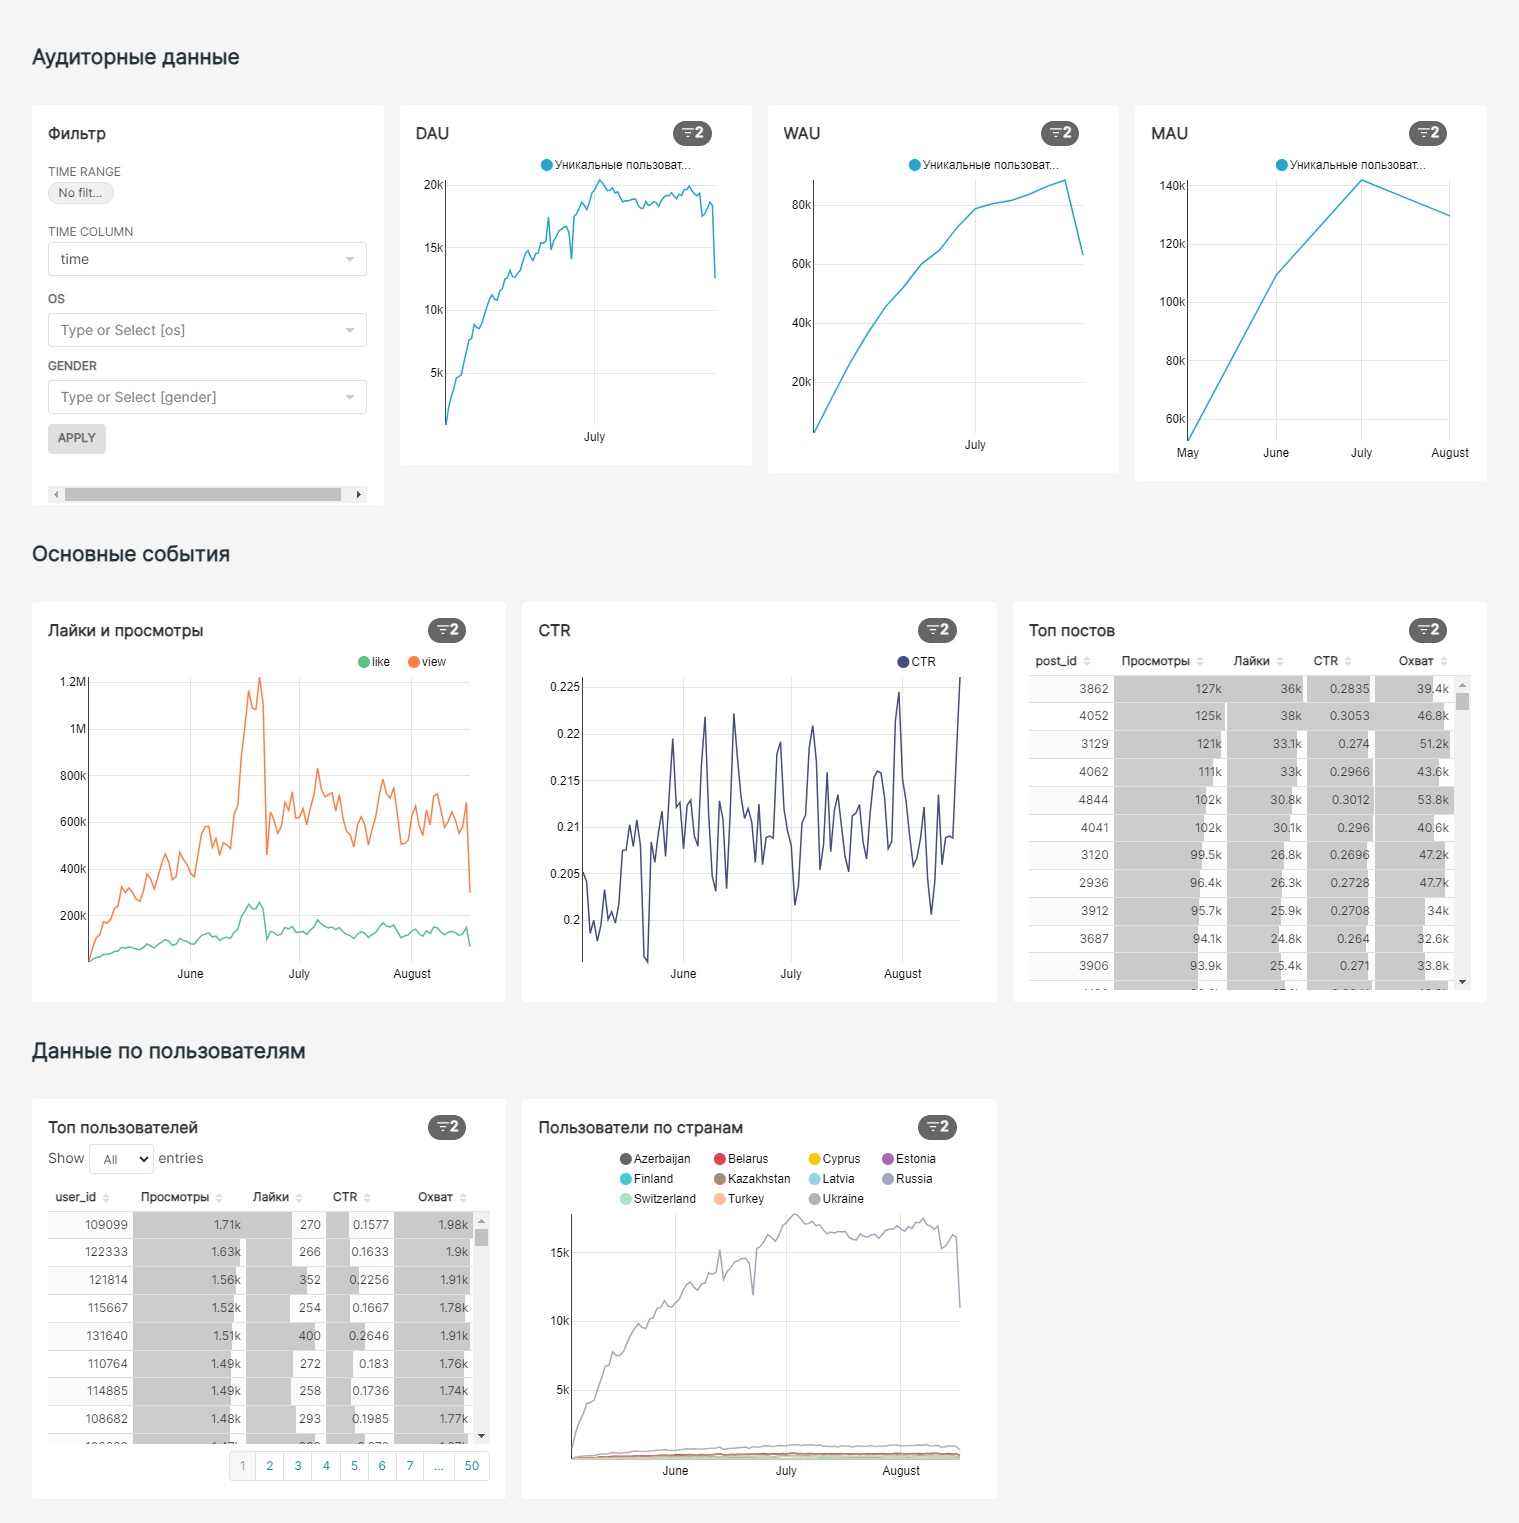 Аудиторные данные
Фильтр
TIME RANGE
No filt...
TIME COLUMN
time
OS
Type or Select [os]
GENDER
Type or Select [gender]
APPLY
DAU
2
Уникальные пользоват...
20k
15k
10k
5k
July
WAU
2
Уникальные пользоват...
80k
60k
40k
20k
July
MAU
2
Уникальные пользоват...
140k
120k
100k
80k
60k
May June July August
Основные события
Лайки и просмотры
2
like view
1.2M
1M
800k
600k
400k
200k
June July August
CTR
2
CTR
0.225
0.22
0.215
0.21
0.205
0.2
June July August
Топ постов
2
post_id Просмотры Лайки CTR Охват
3862 127k 36k 0.2835 39.4k
4052 125k 38k 0.3053 46.8k
3129 121k 33.1k 0.274 51.2k
4062 111k 33k 0.2966 43.6k
4844 102k 30.8k 0.3012 53.8k
4041 102k 30.1k 0.296 40.6k
3120 99.5k 26.8k 0.2696 47.2k
2936 96.4k 26.3k 0.2728 47.7k
3912 95.7k 25.9k 0.2708 34k
3687 94.1k 24.8k 0.264 32.6k
3906 93.9k 25.4k 0.271 33.8k
Данные по пользователям
Топ пользователей
2
Show All entries
user_id Просмотры Лайки CTR Охват
109099 1.71k 270 0.1577 1.98k
122333 1.63k 266 0.1633 1.9k
121814 1.56k 352 0.2256 1.91k
115667 1.52k 254 0.1667 1.78k
131640 1.51k 400 0.2646 1.91k
110764 1.49k 272 0.183 1.76k
114885 1.49k 258 0.1736 1.74k
108682 1.48k 293 0.1985 1.77k
1 2 3 4 5 6 7 ... 50
Пользователи по странам
2
Azerbaijan Belarus Cyprus Estonia
Finland Kazakhstan Latvia Russia
Switzerland Turkey Ukraine
15k
10k
5k
June July August